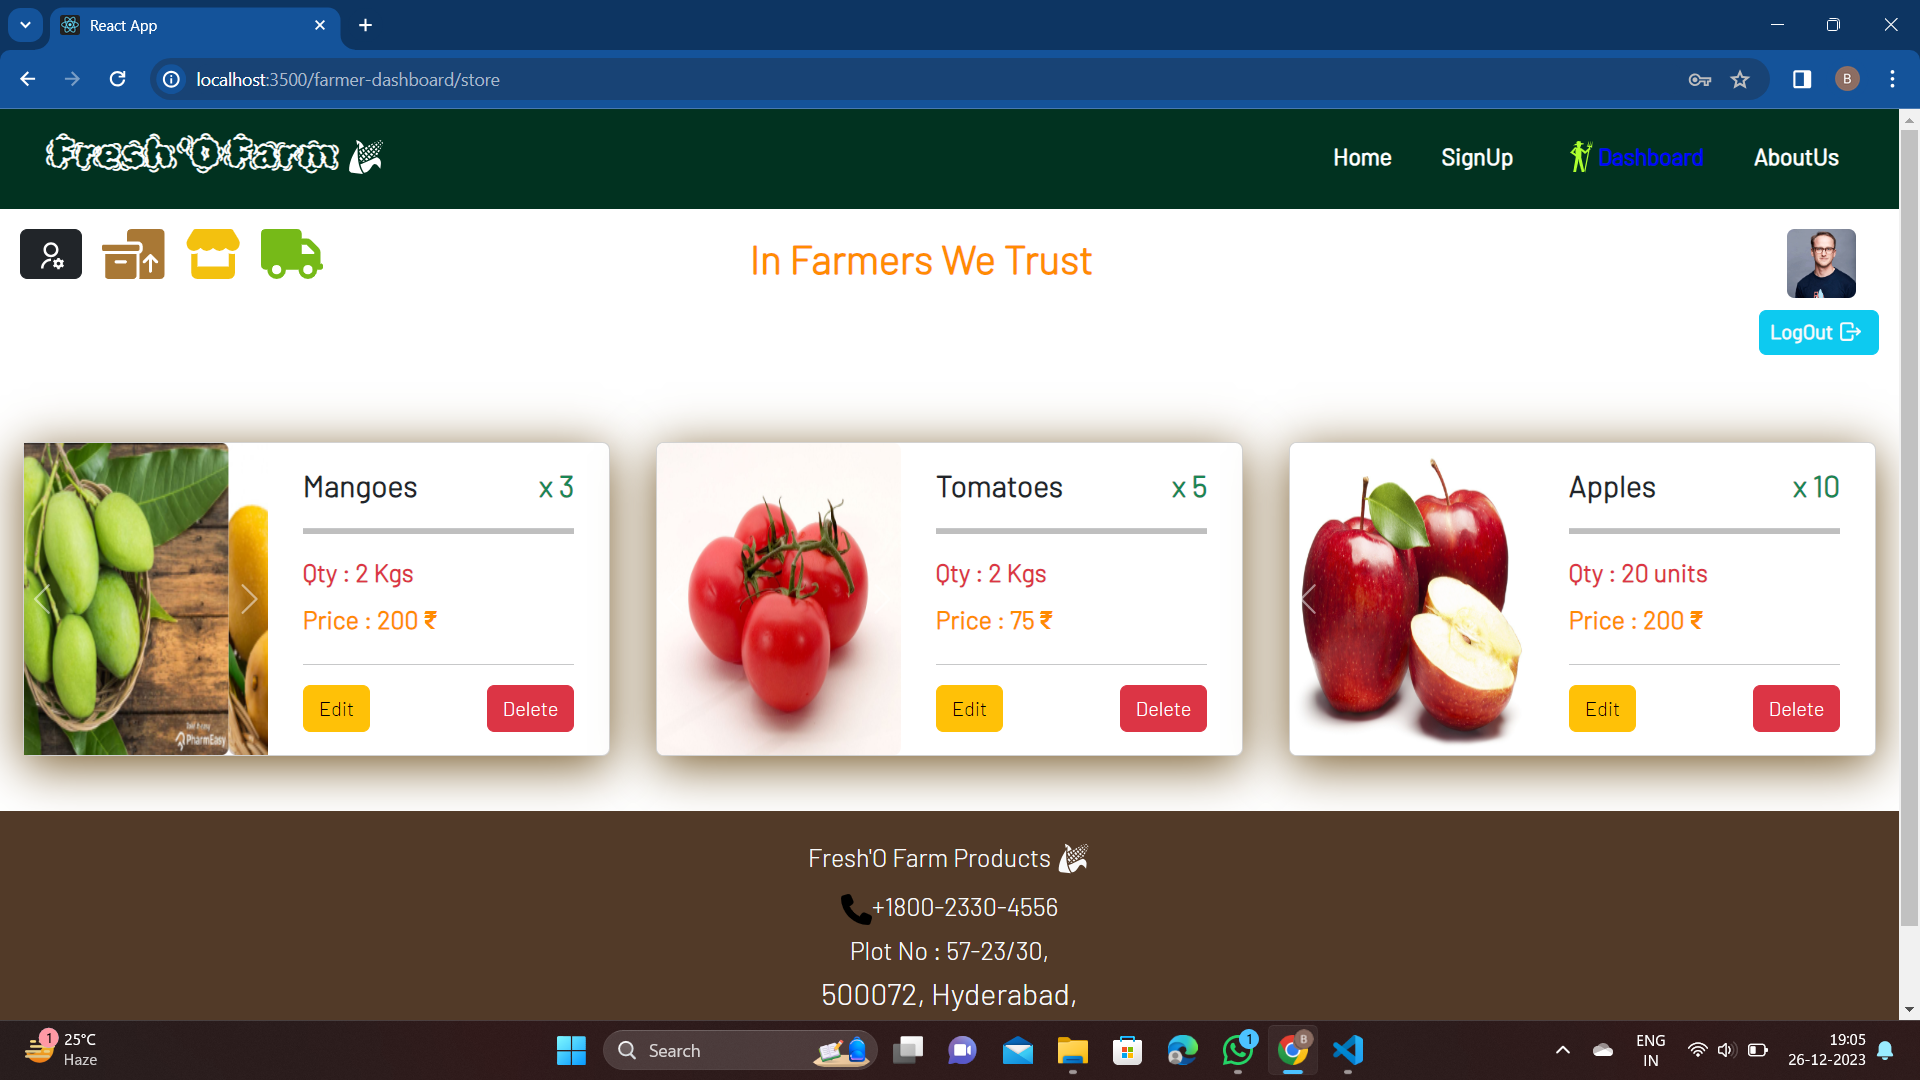 React App
localhost:3500/farmer-dashboard/store
B
Fresh'O Farm
Home SignUp Dashboard AboutUs
In Farmers We Trust
LogOut
Mangoes x 3
Qty : 2 Kgs
Price : 200 ₹
Edit Delete
PharmEasy
Tomatoes x 5
Qty : 2 Kgs
Price : 75 ₹
Edit Delete
Apples x 10
Qty : 20 units
Price : 200 ₹
Edit Delete
Fresh'O Farm Products
+1800-2330-4556
Plot No : 57-23/30,
500072, Hyderabad,
1
25°C
Haze
Search
1
B
ENG
IN
19:05
26-12-2023